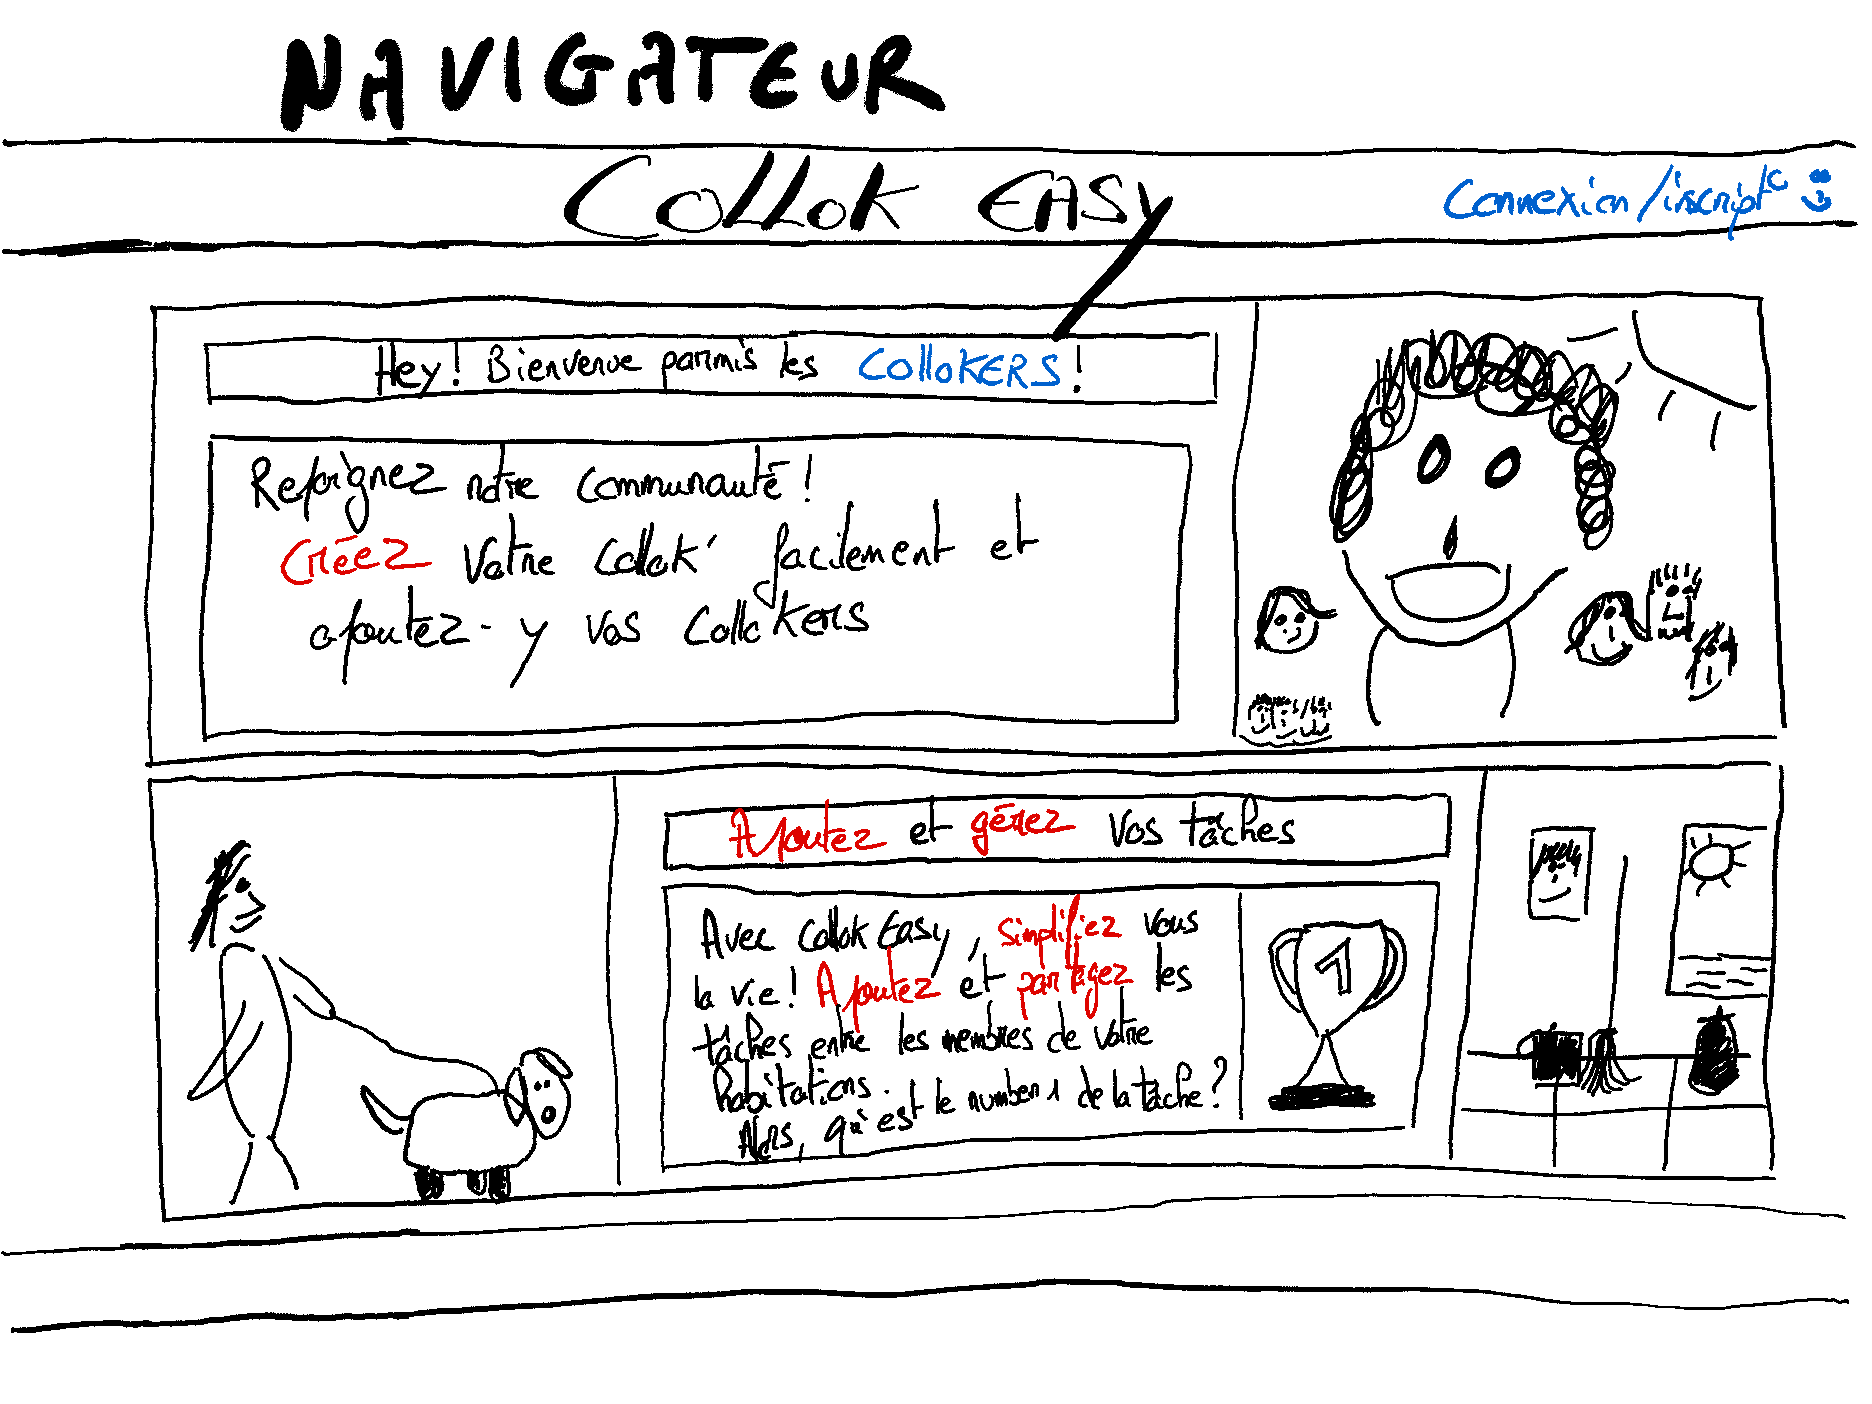 NAVIGATEUR
Collok EASy
Connexion/inscript° :)
Hey! Bienvenue parmis les COllOKERS!
Rejoignez notre communauté!
Créez votre Collok' facilement et
ajoutez-y vos CollOKers
Ajoutez et gérez vos tâches
Avec Collok Easy, simplifiez vous
la vie! Ajoutez et partagez les
tâches entre les membres de votre
habitations.
Alors, qui est le number 1 de la tâche?
1